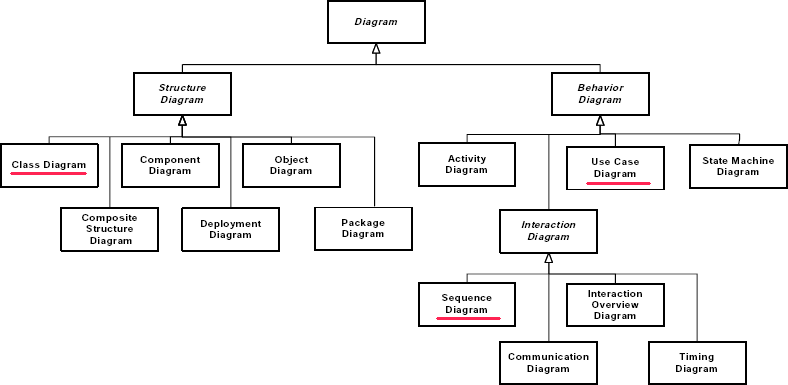 Diagram
Structure
Diagram
Behavior
Diagram
Class Diagram
Component
Diagram
Object
Diagram
Activity
Diagram
Use Case
Diagram
State Machine
Diagram
Composite
Structure
Diagram
Deployment
Diagram
Package
Diagram
Interaction
Diagram
Sequence
Diagram
Interaction
Overview
Diagram
Communication
Diagram
Timing
Diagram